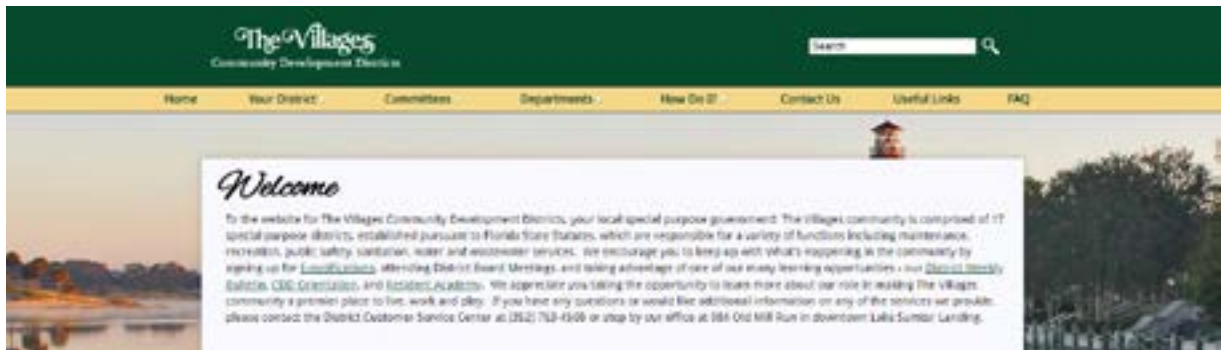 The Villages
Community Development Districts
Search
Home Your District Committees Departments How Do I? Contact Us Useful Links FAQ
Welcome
To the website for The Villages Community Development Districts, your local special purpose government! The Villages community is comprised of 17
special purpose districts, established pursuant to Florida State Statutes, which are responsible for a variety of functions including maintenance,
recreation, public safety, sanitation, water and wastewater services. We encourage you to keep up with what's happening in the community by
signing up for E-notifications, attending District Board Meetings, and taking advantage of one of our many learning opportunities - our District Weekly
Bulletin, CDD Orientation, and Resident Academy. We appreciate you taking the opportunity to learn more about our role in making The Villages
community a premier place to live, work and play. If you have any questions or would like additional information on any of the services we provide,
please contact the District Customer Service Center at (352) or stop by our office at 984 Old Mill Run in downtown Lake Sumter Landing.